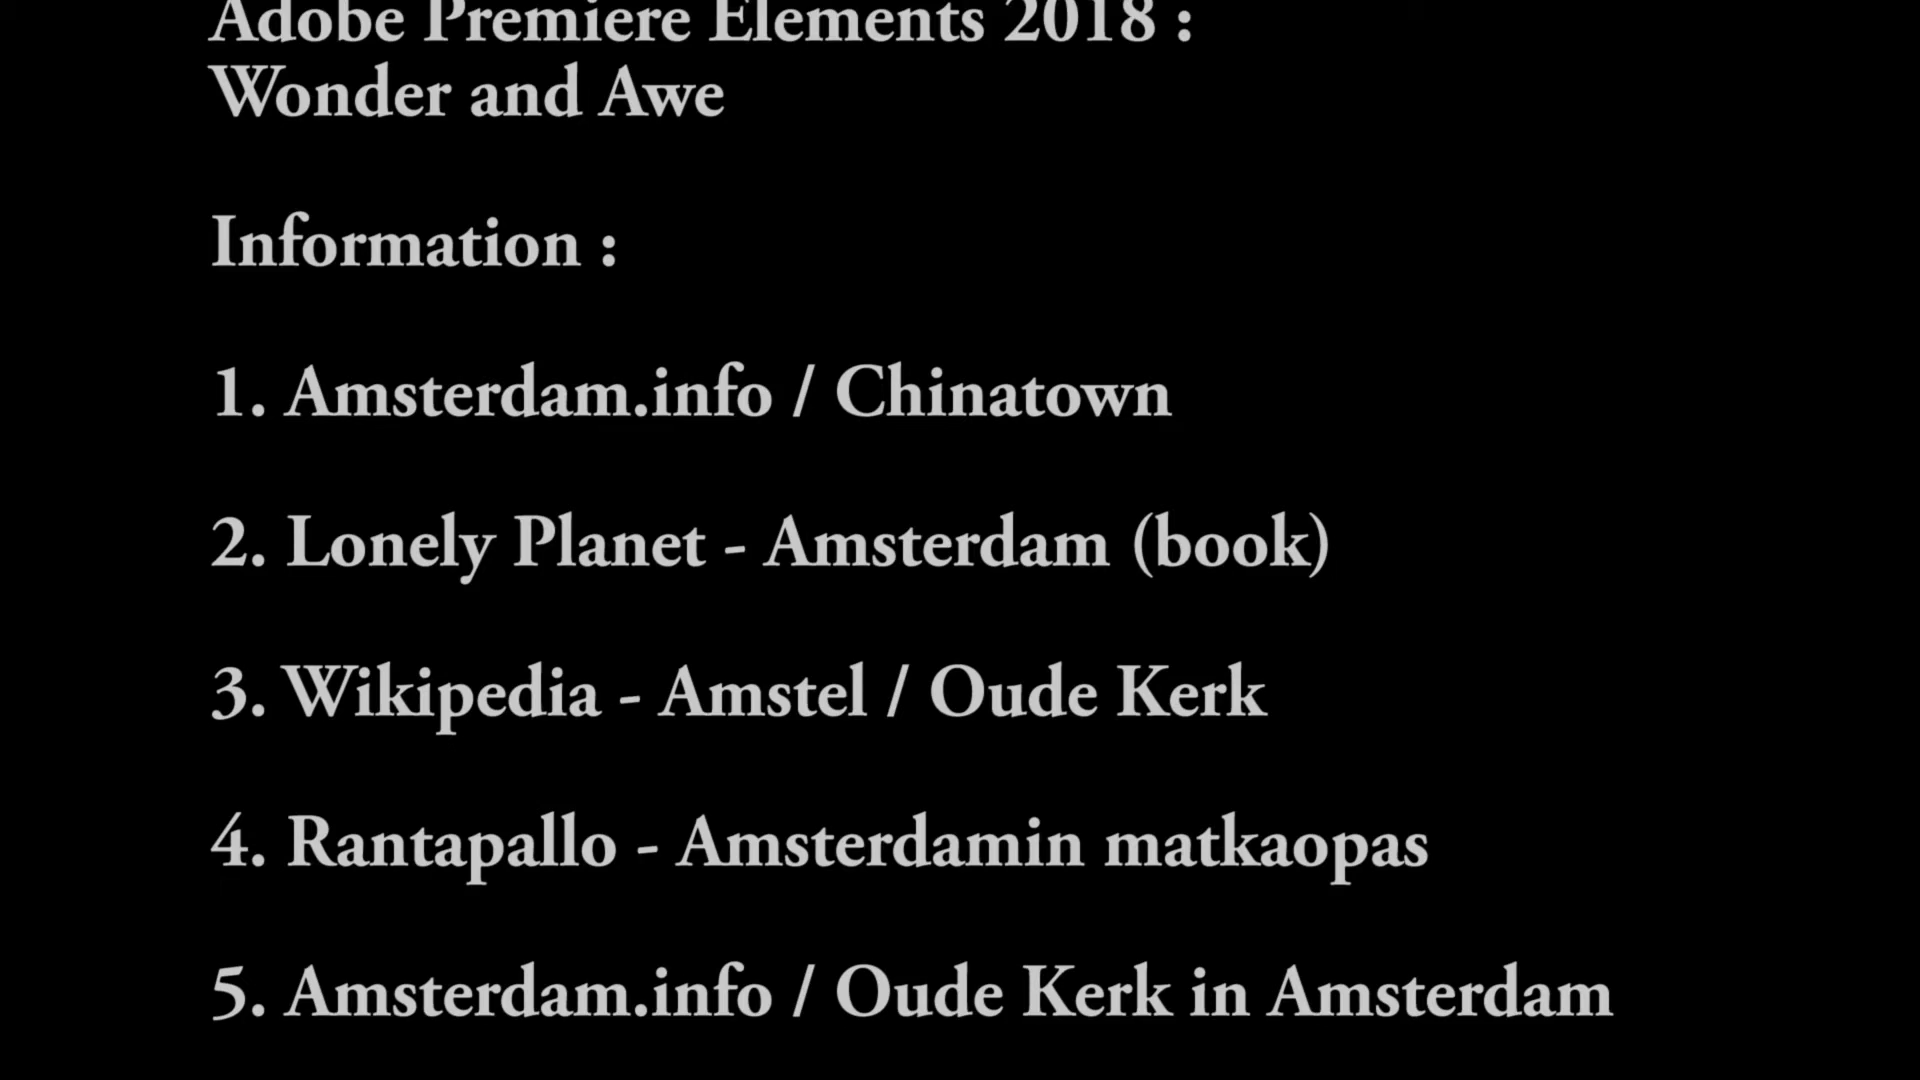 Adobe Premiere Elements 2018 :
Wonder and Awe
Information :
1. Amsterdam.info / Chinatown
2. Lonely Planet - Amsterdam (book)
3. Wikipedia - Amstel / Oude Kerk
4. Rantapallo - Amsterdamin matkaopas
5. Amsterdam.info / Oude Kerk in Amsterdam